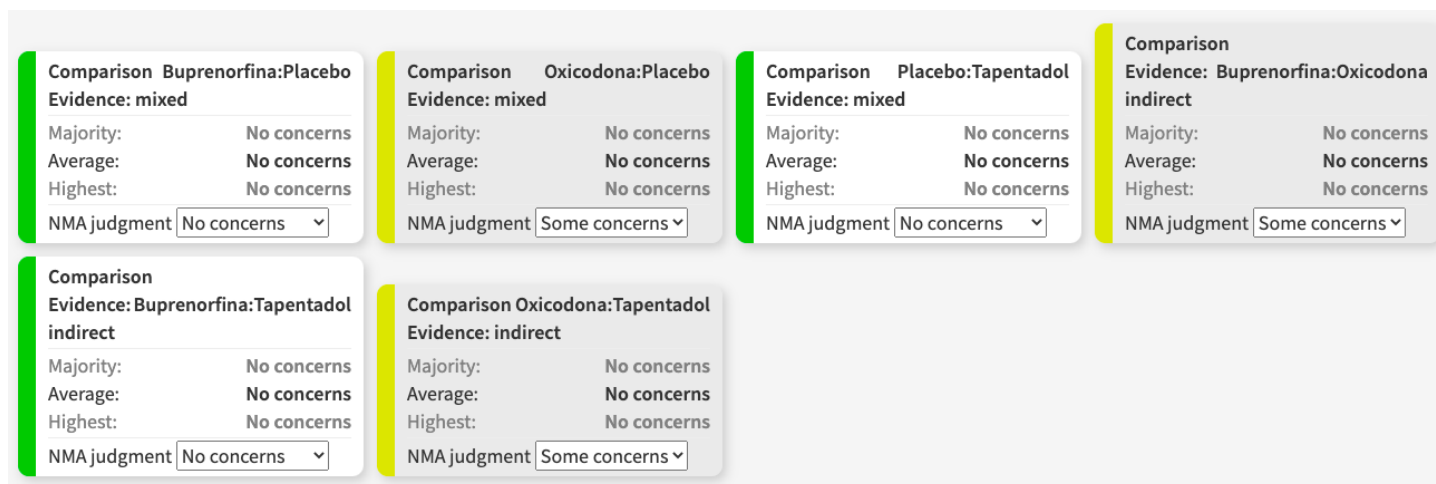 Comparison Buprenorfina:Placebo
Evidence: mixed
Majority: No concerns
Average: No concerns
Highest: No concerns
NMA judgment No concerns
Comparison Oxicodona:Placebo
Evidence: mixed
Majority: No concerns
Average: No concerns
Highest: No concerns
NMA judgment Some concerns
Comparison Placebo:Tapentadol
Evidence: mixed
Majority: No concerns
Average: No concerns
Highest: No concerns
NMA judgment No concerns
Comparison
Evidence: Buprenorfina:Oxicodona
indirect
Majority: No concerns
Average: No concerns
Highest: No concerns
NMA judgment Some concerns
Comparison
Evidence: Buprenorfina:Tapentadol
indirect
Majority: No concerns
Average: No concerns
Highest: No concerns
NMA judgment No concerns
Comparison Oxicodona:Tapentadol
Evidence: indirect
Majority: No concerns
Average: No concerns
Highest: No concerns
NMA judgment Some concerns